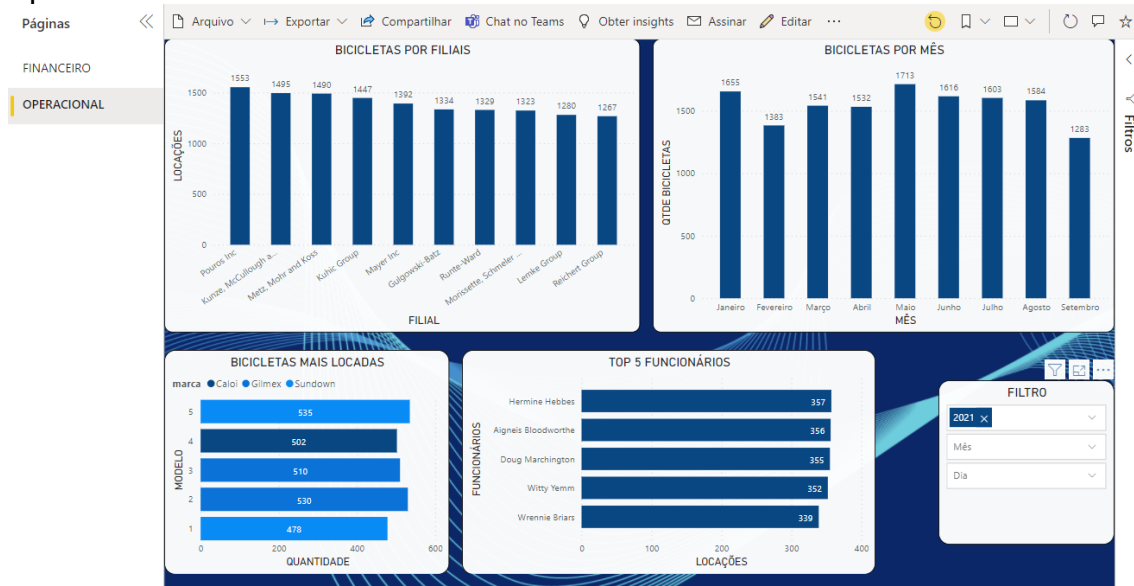 Páginas
FINANCEIRO
OPERACIONAL
Arquivo Exportar Compartilhar Chat no Teams Obter insights Assinar Editar ...
BICICLETAS POR FILIAIS
LOCAÇÕES
1500
1000
500
0
1553 1495 1490 1447 1392 1334 1329 1323 1280 1267
Pouros Inc
Kunze, McCullough a...
Metz, Mohr and Koss
Kuhic Group
Mayer Inc
Gulgowski-Batz
Runte-Ward
Morissette, Schmeler ...
Lemke Group
Reichert Group
FILIAL
BICICLETAS POR MÊS
QTDE BICICLETAS
1500
1000
500
0
1655 1383 1541 1532 1713 1616 1603 1584 1283
Janeiro Fevereiro Março Abril Maio Junho Julho Agosto Setembro
MÊS
Filtros
BICICLETAS MAIS LOCADAS
marca Caloi Gilmex Sundown
MODELO
5 535
4 502
3 510
2 530
1 478
0 200 400 600
QUANTIDADE
TOP 5 FUNCIONÁRIOS
FUNCIONÁRIOS
Hermine Hebbes 357
Aigneis Bloodworthe 356
Doug Marchington 355
Witty Yemm 352
Wrennie Briars 339
0 100 200 300 400
LOCAÇÕES
FILTRO
2021
Mês
Dia